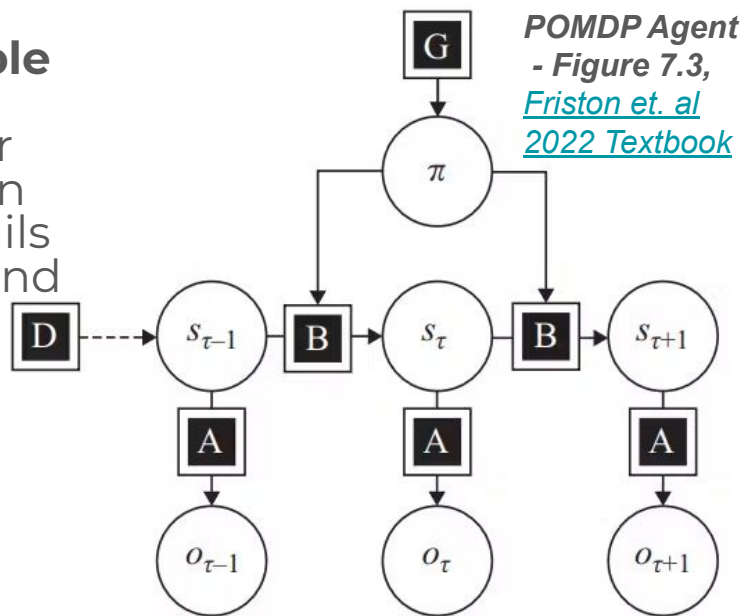 POMDP Agent
- Figure 7.3,
Friston et. al
2022 Textbook
G
π
D
s_{τ–1}
B
s_τ
B
s_{τ+1}
A
A
A
o_{τ–1}
o_τ
o_{τ+1}